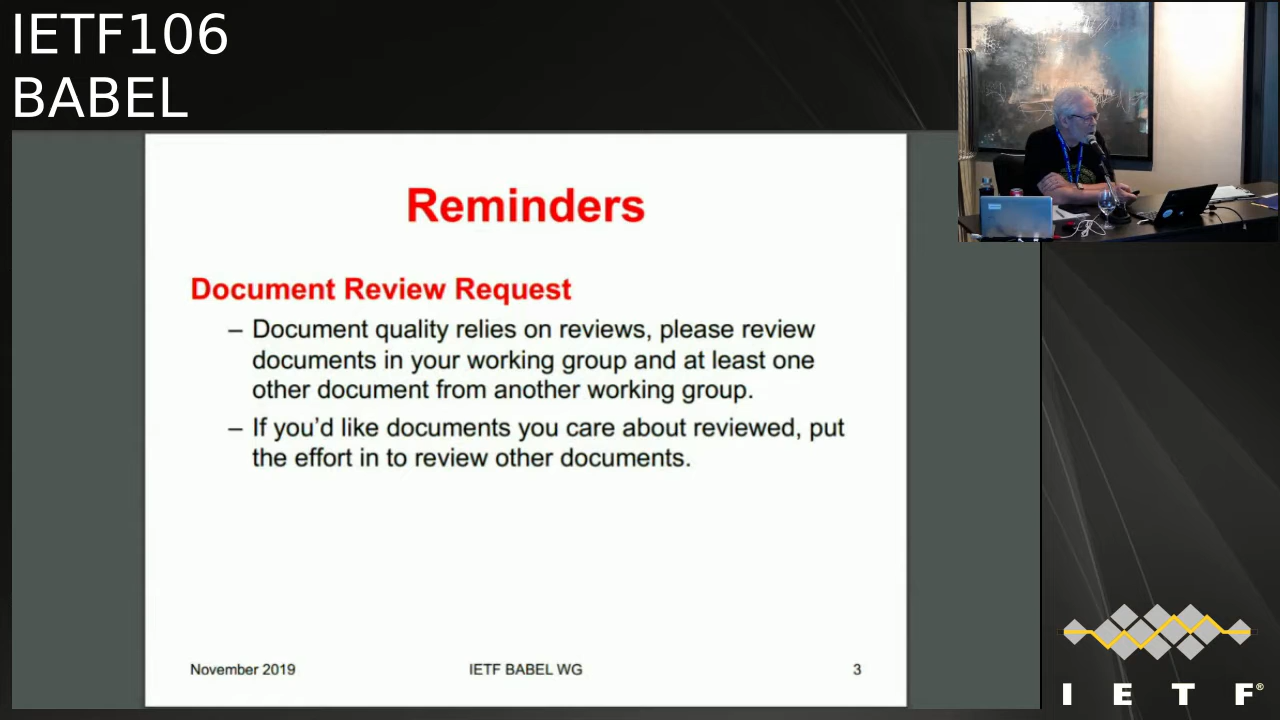 IETF106
BABEL
Reminders
Document Review Request
– Document quality relies on reviews, please review
documents in your working group and at least one
other document from another working group.
– If you’d like documents you care about reviewed, put
the effort in to review other documents.
November 2019
IETF BABEL WG
3
I E T F®